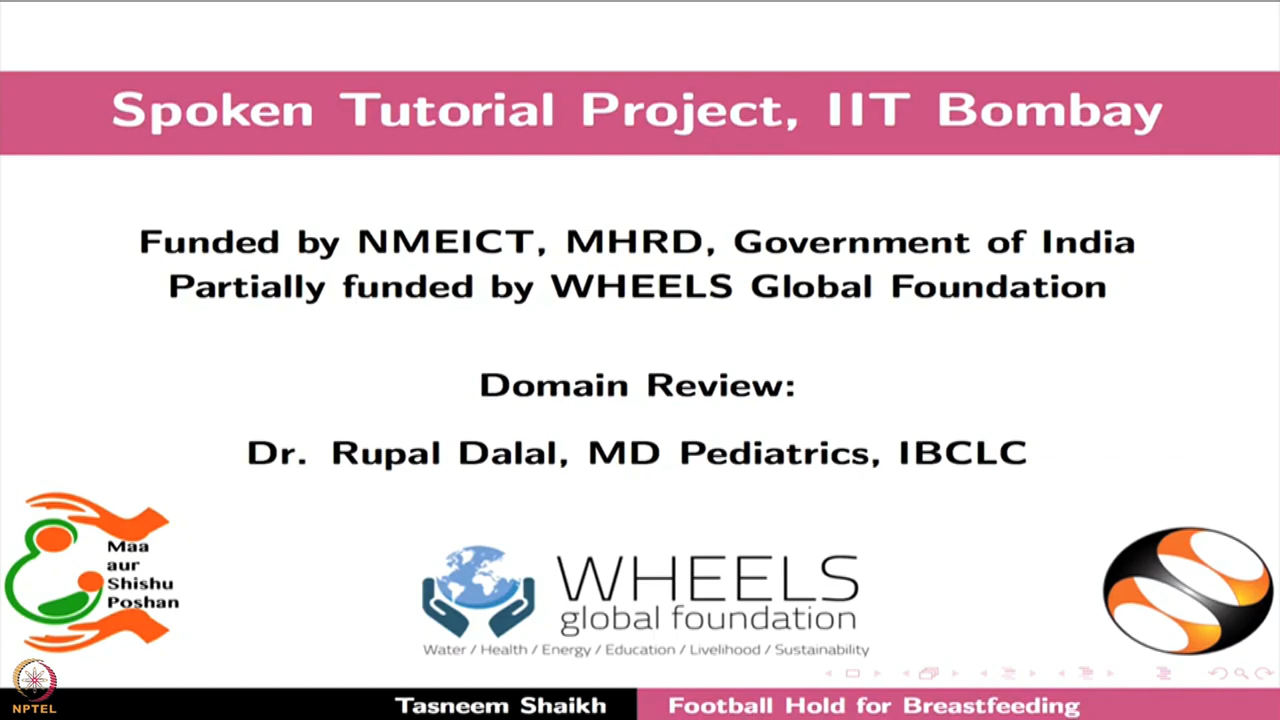 Spoken Tutorial Project, IIT Bombay
Funded by NMEICT, MHRD, Government of India
Partially funded by WHEELS Global Foundation
Domain Review:
Dr. Rupal Dalal, MD Pediatrics, IBCLC
Maa
aur
Shishu
Poshan
WHEELS
global foundation
Water / Health / Energy / Education / Livelihood / Sustainability
NPTEL
Tasneem Shaikh
Football Hold for Breastfeeding